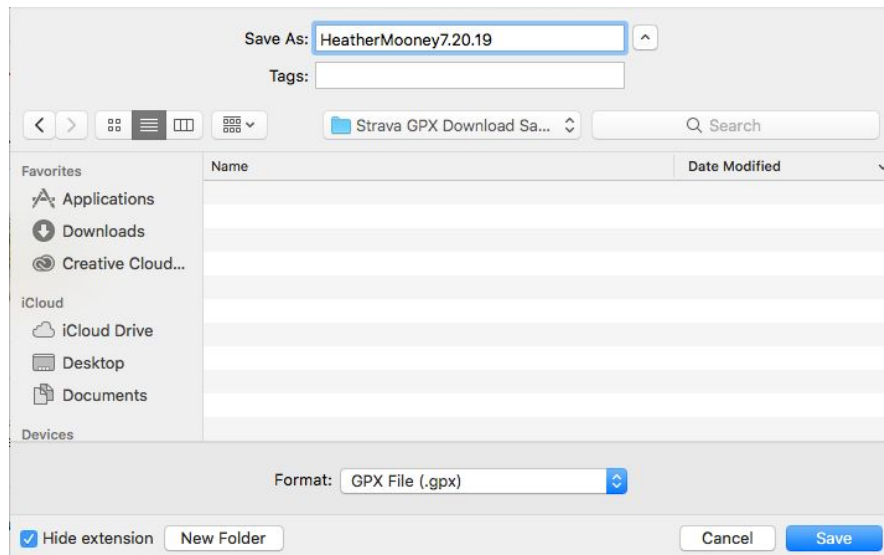 Save As: HeatherMooney7.20.19
Tags:
Strava GPX Download Sa... Search
Favorites Name Date Modified
Applications
Downloads
Creative Cloud...
iCloud
iCloud Drive
Desktop
Documents
Devices
Format: GPX File (.gpx)
Hide extension New Folder Cancel Save